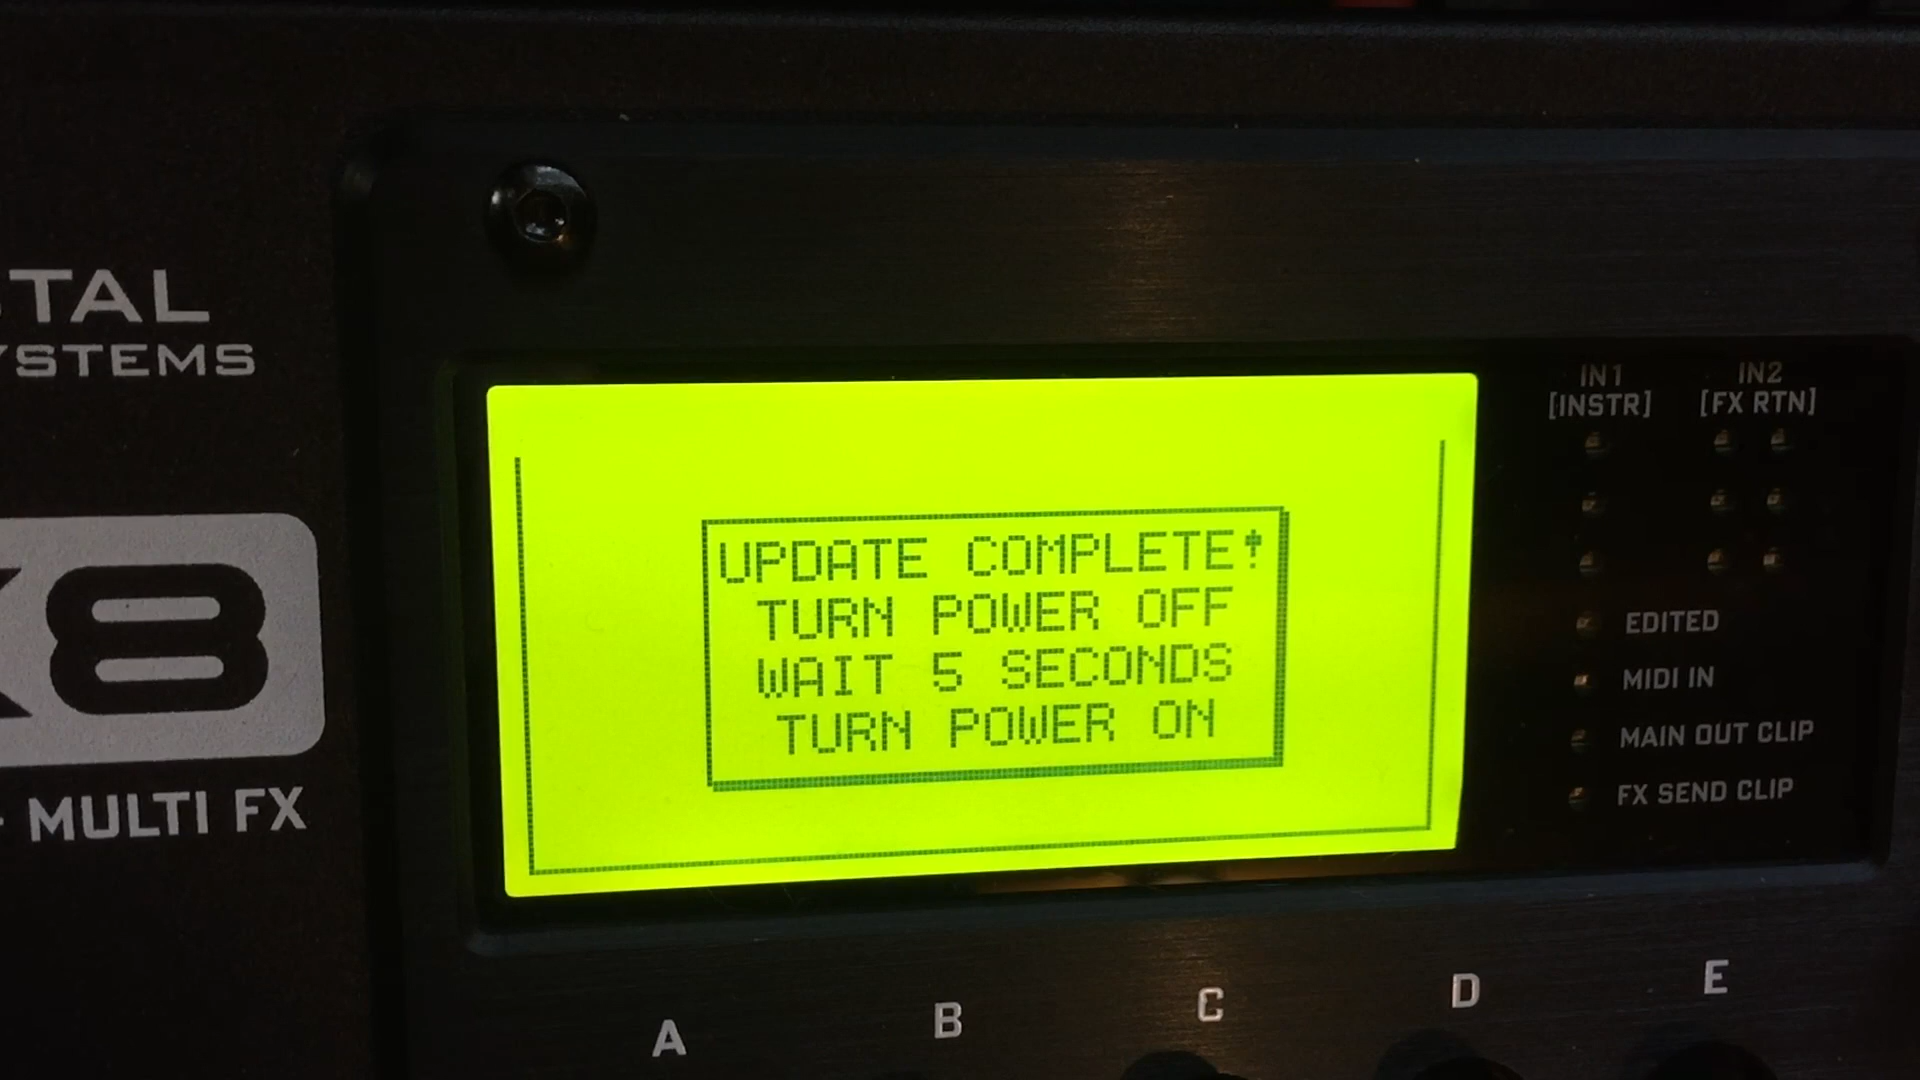 TAL
YSTEMS
8
MULTI FX
UPDATE COMPLETE!
TURN POWER OFF
WAIT 5 SECONDS
TURN POWER ON
IN1
[INSTR]
IN2
[FX RTN]
EDITED
MIDI IN
MAIN OUT CLIP
FX SEND CLIP
A
B
C
D
E